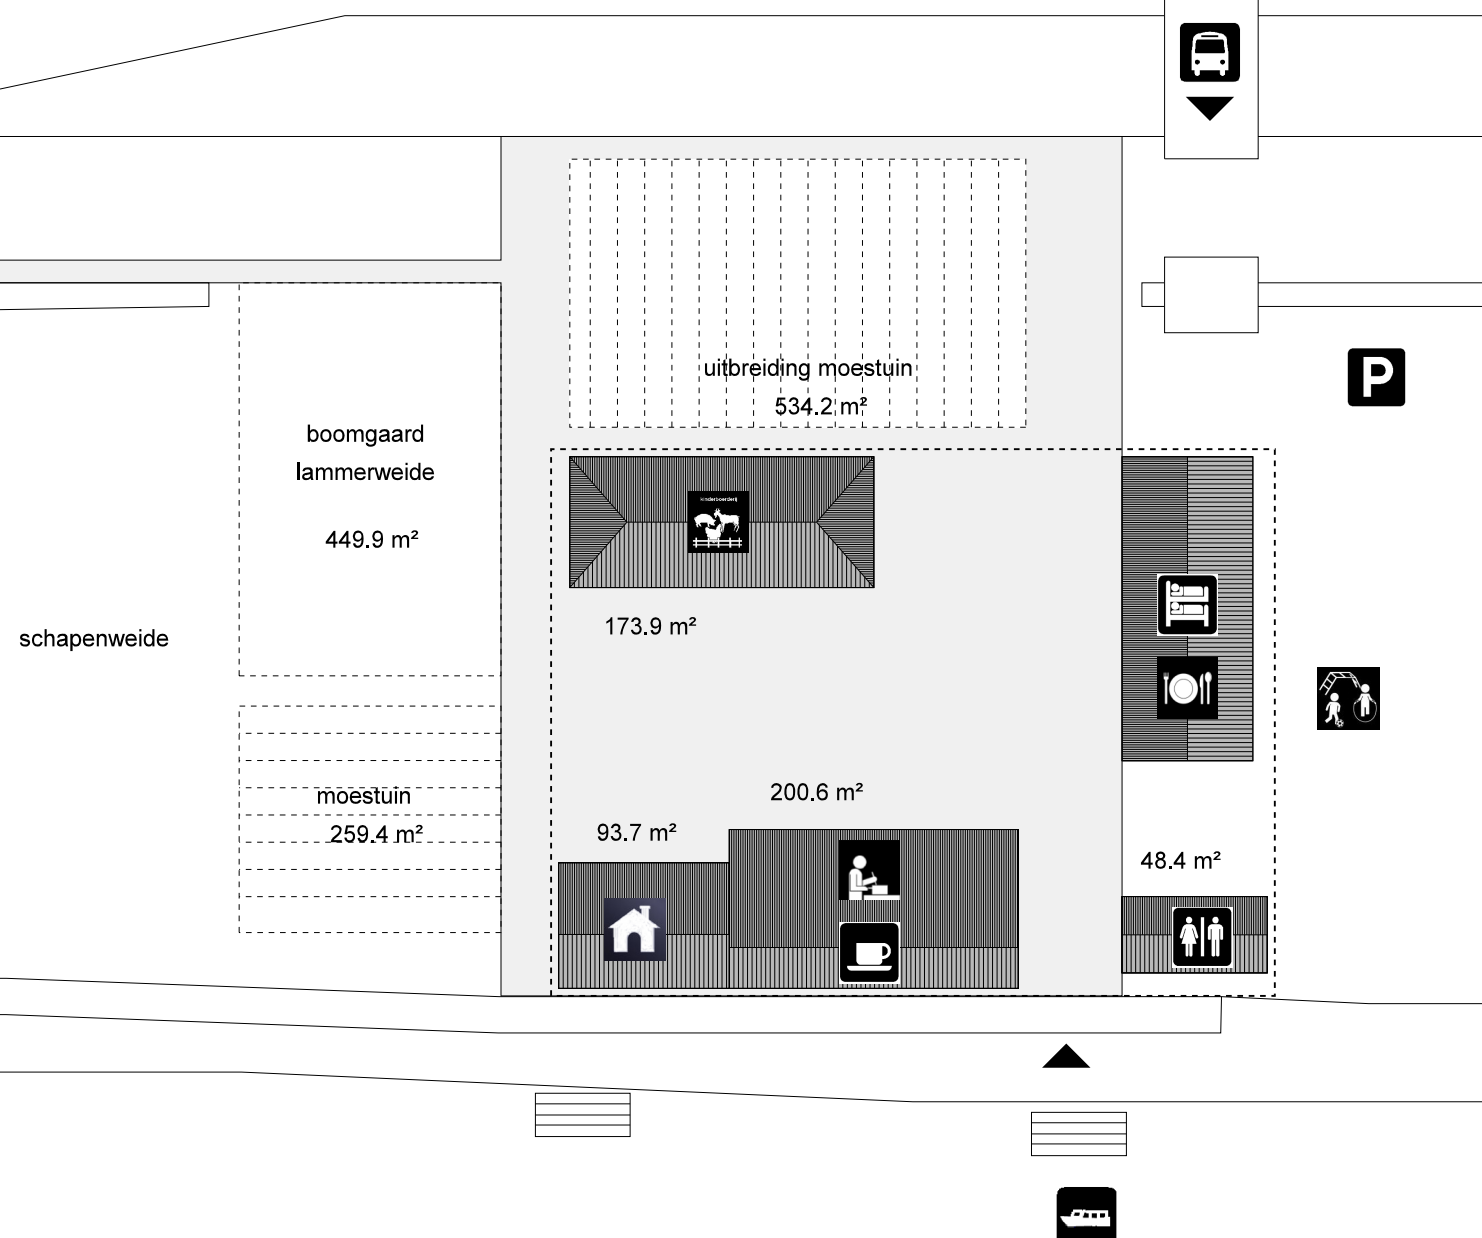 P
uitbreiding moestuin
534.2 m²
boomgaard
lammerweide
449.9 m²
kinderboerderij
173.9 m²
schapenweide
moestuin
259.4 m²
200.6 m²
93.7 m²
48.4 m²